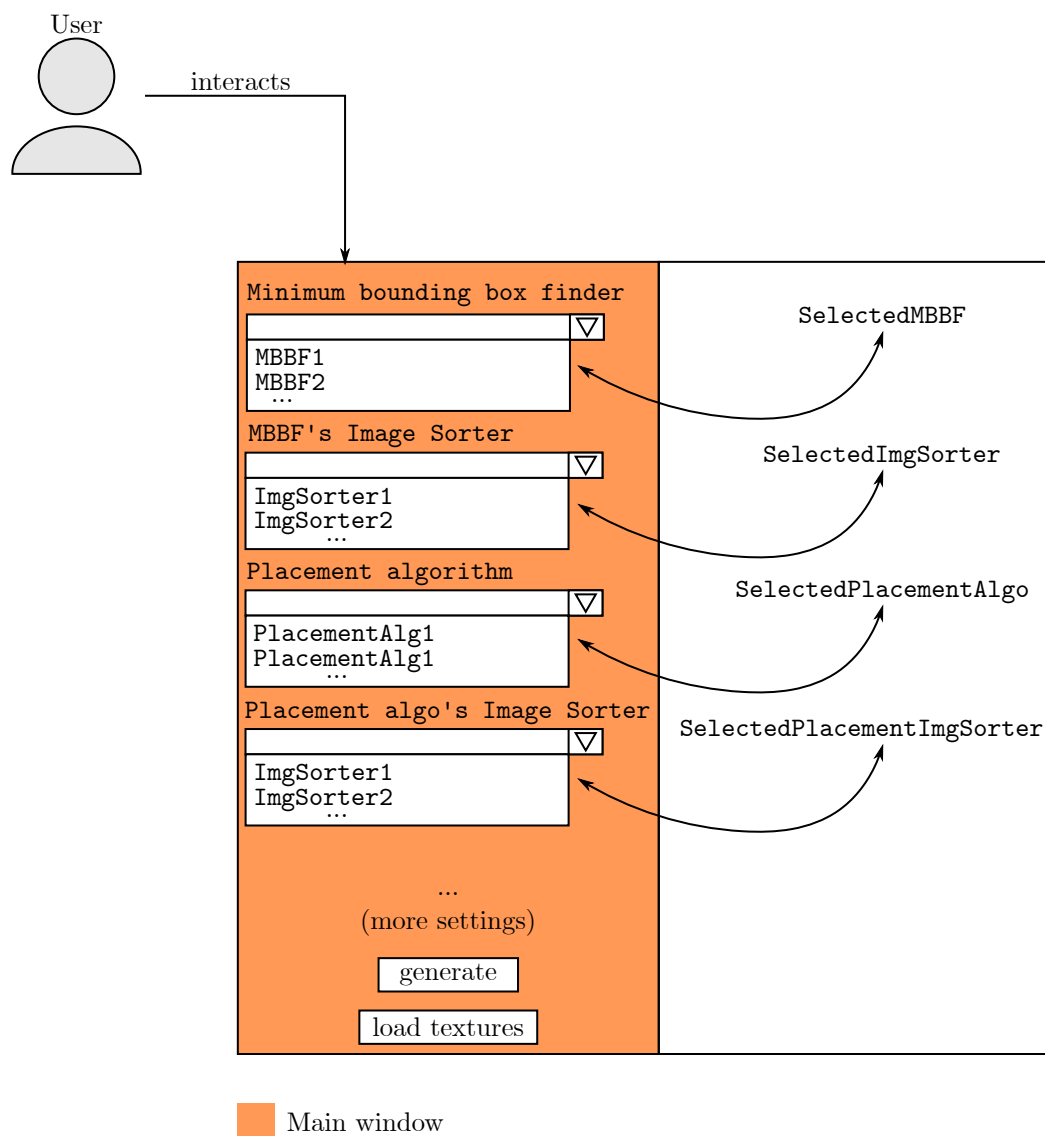 User
interacts
Minimum bounding box finder
MBBF1
MBBF2
...
SelectedMBBF
MBBF's Image Sorter
ImgSorter1
ImgSorter2
...
SelectedImgSorter
Placement algorithm
PlacementAlg1
PlacementAlg1
...
SelectedPlacementAlgo
Placement algo's Image Sorter
ImgSorter1
ImgSorter2
...
SelectedPlacementImgSorter
...
(more settings)
generate
load textures
Main window